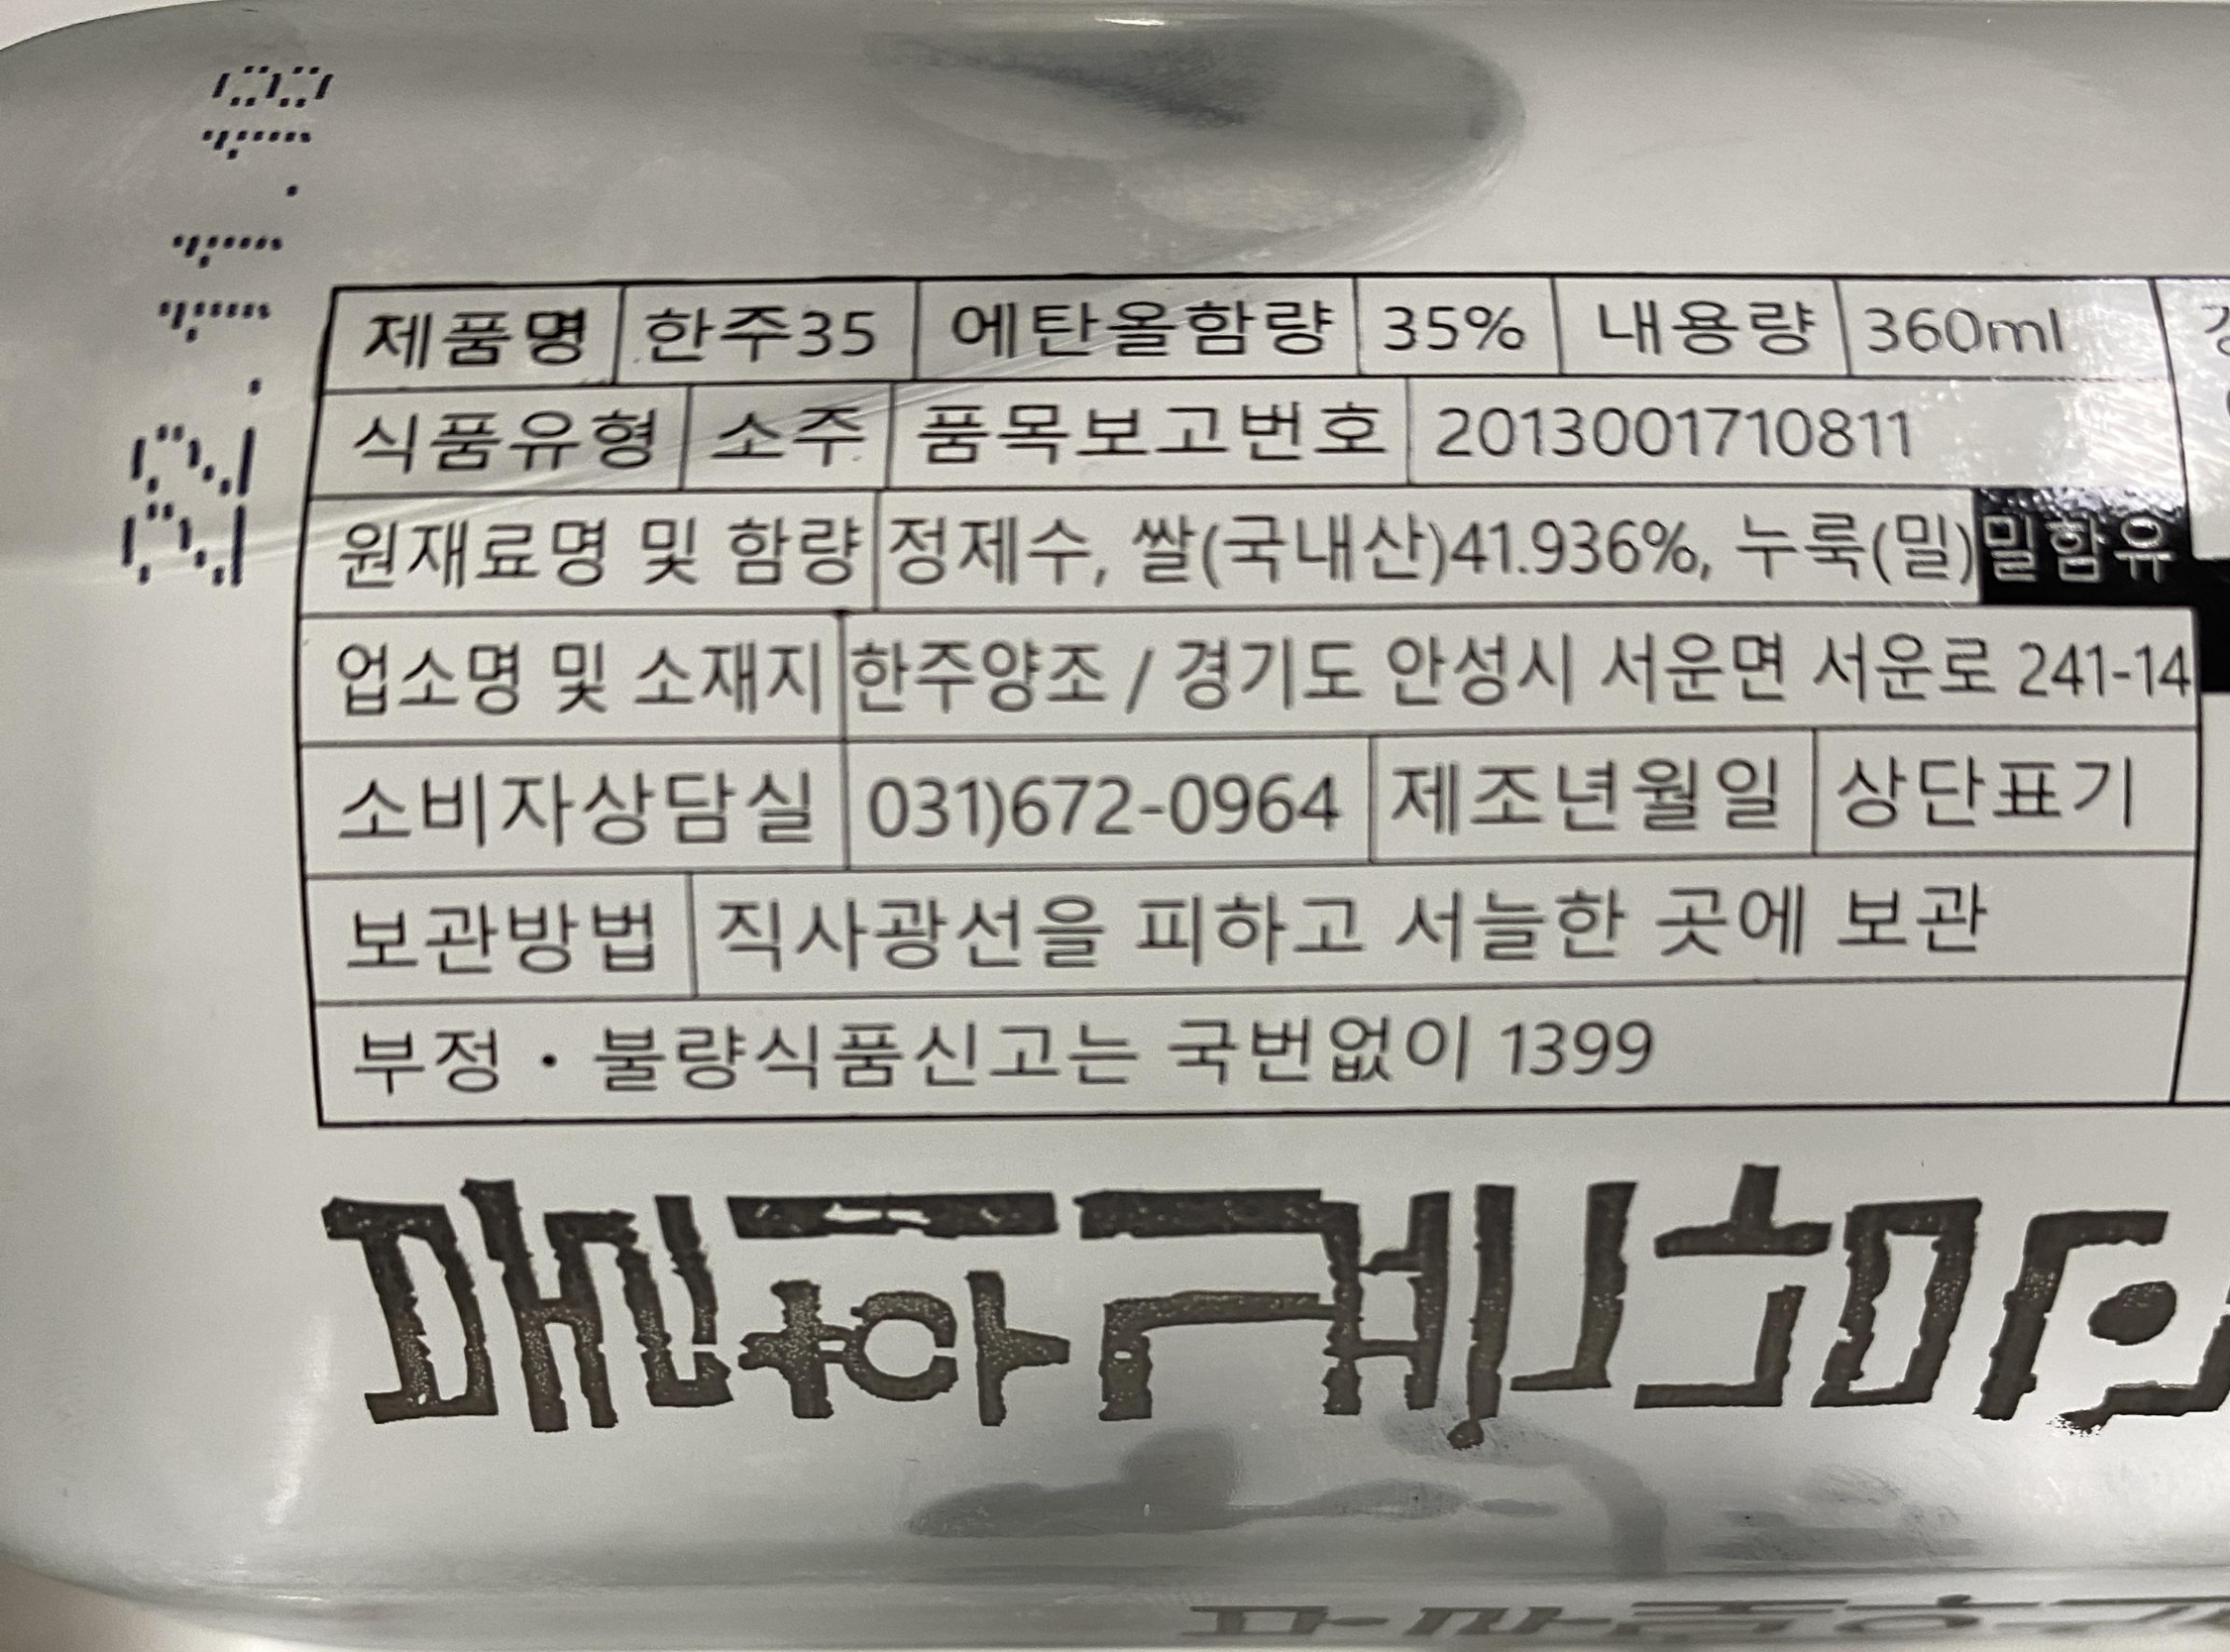 22.11.18
제품명 한주35 에탄올함량 35% 내용량 360ml
식품유형 소주 품목보고번호 2013001710811
원재료명 및 함량 정제수, 쌀(국내산)41.936%, 누룩(밀) 밀함유
업소명 및 소재지 한주양조 / 경기도 안성시 서운면 서운로 241-14
소비자상담실 031)672-0964 제조년월일 상단표기
보관방법 직사광선을 피하고 서늘한 곳에 보관
부정 · 불량식품신고는 국번없이 1399